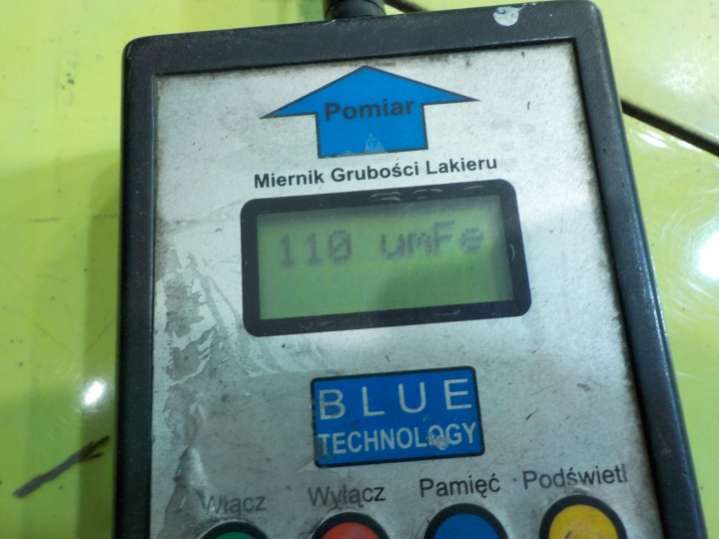 Pomiar
Miernik Grubości Lakieru
110 umFe
BLUE
TECHNOLOGY
Włącz Wyłącz Pamięć Podświetl